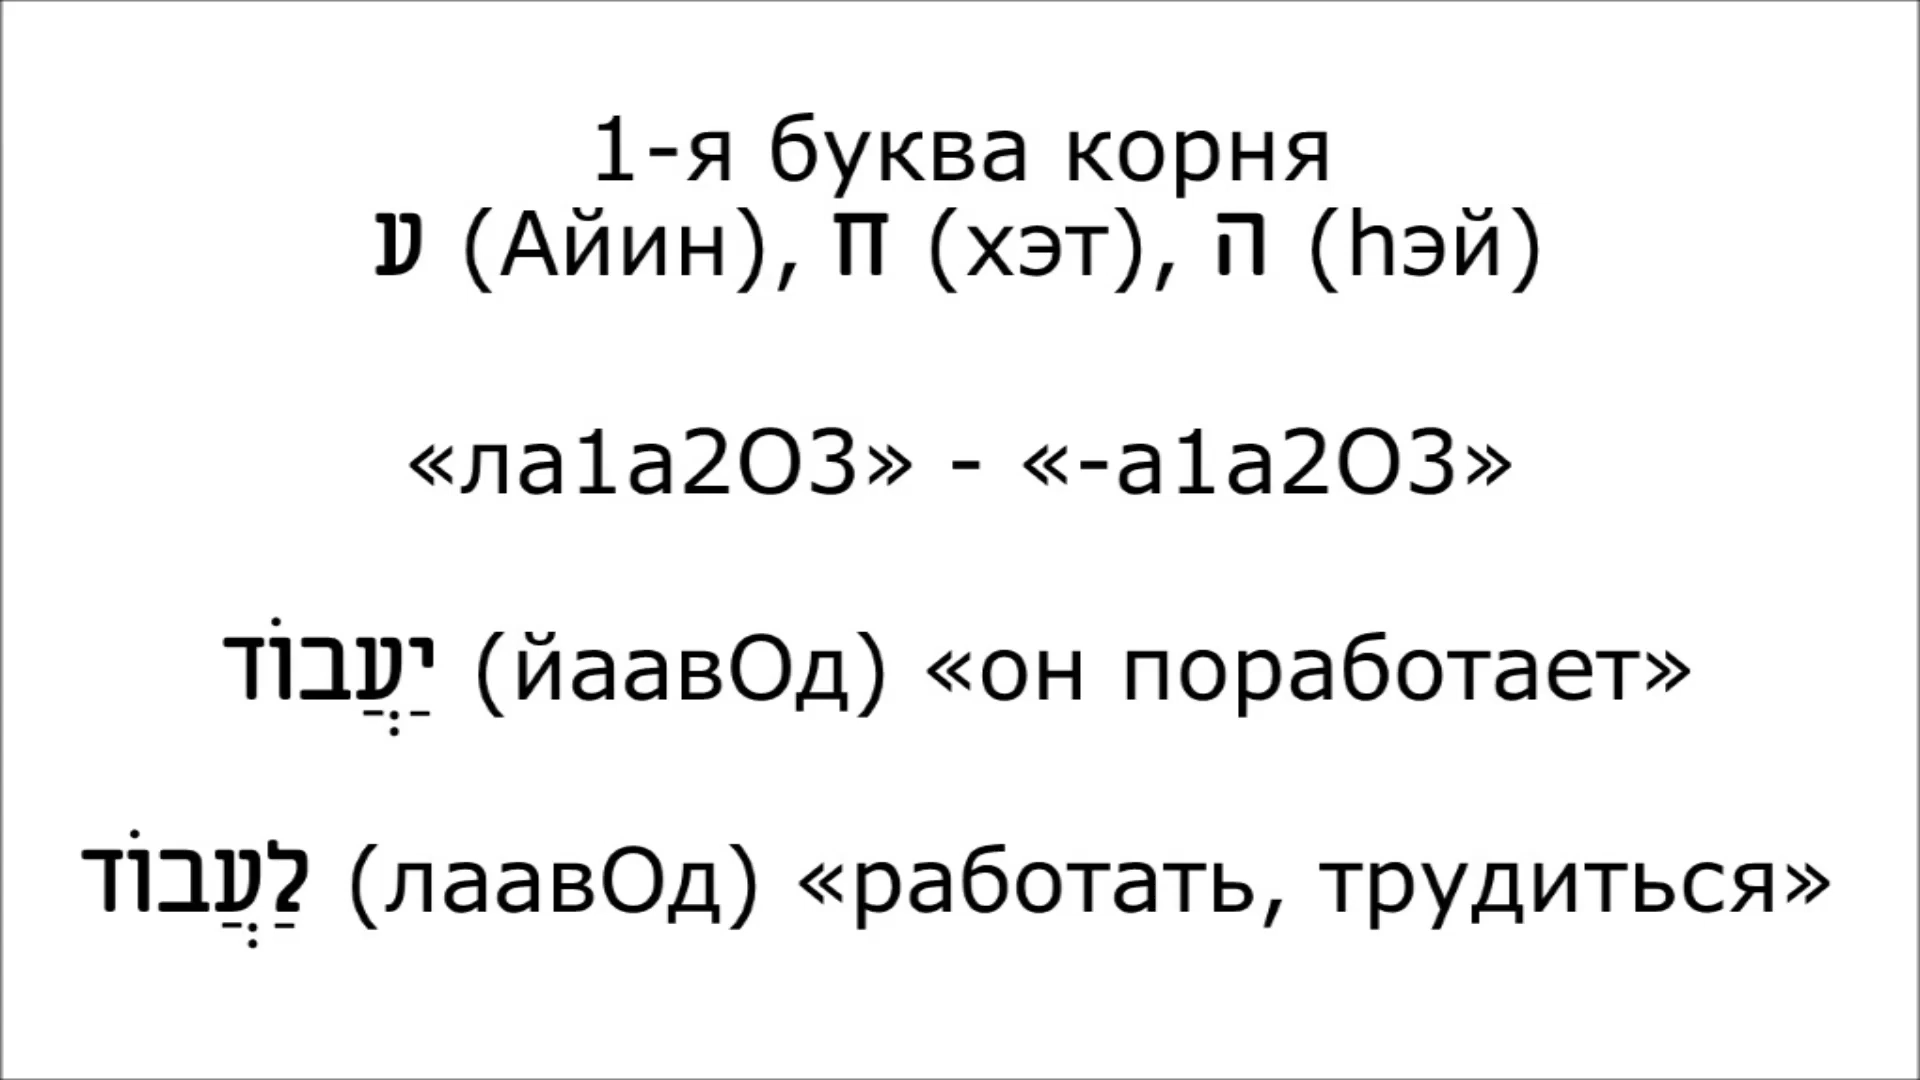 1-я буква корня
ע (Айин), ח (хэт), ה (hэй)
«ла1а2О3» - «-а1а2О3»
יַעֲבוֹד (йаавОд) «он поработает»
לַעֲבוֹד (лаавОд) «работать, трудиться»